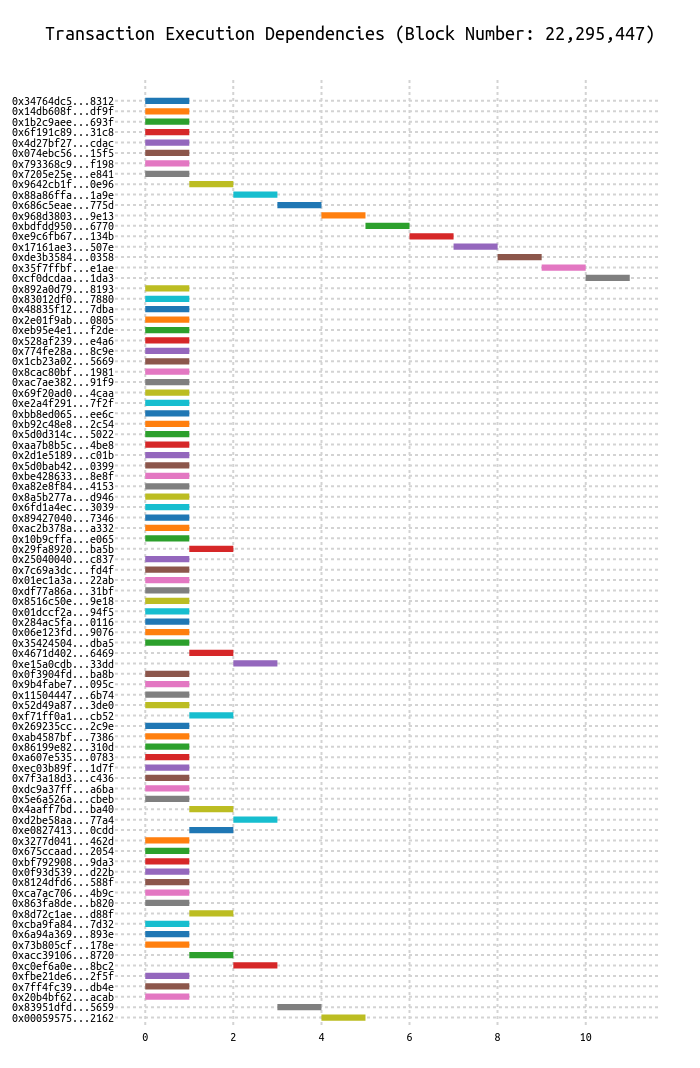 Transaction Execution Dependencies (Block Number: 22,295,447)
0x34764dc5...8312
0x14db608f...df9f
0x1b2c9aee...693f
0x6f191c89...31c8
0x4d27bf27...cdac
0x074ebc56...15f5
0x793368c9...f198
0x7205e25e...e841
0x9642cb1f...0e96
0x88a86ffa...1a9e
0x686c5eae...775d
0x968d3803...9e13
0xbdfdd950...6770
0xe9c6fb67...134b
0x17161ae3...507e
0xde3b3584...0358
0x35f7ffbf...e1ae
0xcf0dcdaa...1da3
0x892a0d79...8193
0x83012df0...7880
0x48835f12...7dba
0x2e01f9ab...0805
0xeb95e4e1...f2de
0x528af239...e4a6
0x774fe28a...8c9e
0x1cb23a02...5669
0x8cac80bf...1981
0xac7ae382...91f9
0x69f20ad0...4caa
0xe2a4f291...7f2f
0xbb8ed065...ee6c
0xb92c48e8...2c54
0x5d0d314c...5022
0xaa7b8b5c...4be8
0x2d1e5189...c01b
0x5d0bab42...0399
0xbe428633...8e8f
0xa82e8f84...4153
0x8a5b277a...d946
0x6fd1a4ec...3039
0x89427040...7346
0xac2b378a...a332
0x10b9cffa...e065
0x29fa8920...ba5b
0x25040040...c837
0x7c69a3dc...fd4f
0x01ec1a3a...22ab
0xdf77a86a...31bf
0x8516c50e...9e18
0x01dccf2a...94f5
0x284ac5fa...0116
0x06e123fd...9076
0x35424504...dba5
0x4671d402...6469
0xe15a0cdb...33dd
0x0f3904fd...ba8b
0x9b4fabe7...095c
0x11504447...6b74
0x52d49a87...3de0
0xf71ff0a1...cb52
0x269235cc...2c9e
0xab4587bf...7386
0x86199e82...310d
0xa607e535...0783
0xec03b89f...1d7f
0x7f3a18d3...c436
0xdc9a37ff...a6ba
0x5e6a526a...cbeb
0x4aaff7bd...ba40
0xd2be58aa...77a4
0xe0827413...0cdd
0x3277d041...462d
0x675ccaad...2054
0xbf792908...9da3
0x0f93d539...d22b
0x8124dfd6...588f
0xca7ac706...4b9c
0x863fa8de...b820
0x8d72c1ae...d88f
0xcba9fa84...7d32
0x6a94a369...893e
0x73b805cf...178e
0xacc39106...8720
0xc0ef6a0e...8bc2
0xfbe21de6...2f5f
0x7ff4fc39...db4e
0x20b4bf62...acab
0x83951dfd...5659
0x00059575...2162
0 2 4 6 8 10